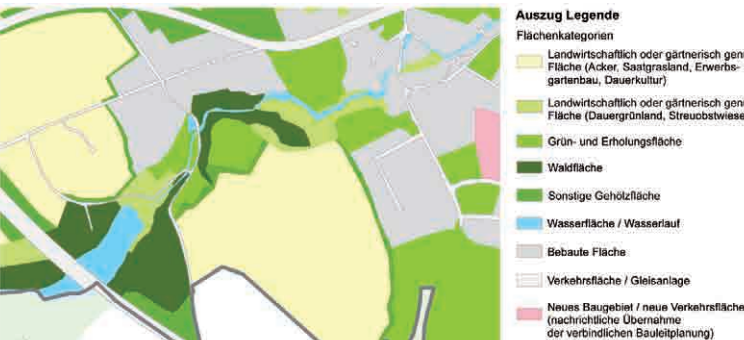 Auszug Legende
Flächenkategorien
Landwirtschaftlich oder gärtnerisch
Fläche (Acker, Saatgrasland, Erwerbs-
gartenbau, Dauerkultur)
Landwirtschaftlich oder gärtnerisch
Fläche (Dauergrünland, Streuobstwiese
Grün- und Erholungsfläche
Waldfläche
Sonstige Gehölzfläche
Wasserfläche / Wasserlauf
Bebaute Fläche
Verkehrsfläche / Gleisanlage
Neues Baugebiet / neue Verkehrsfläche
(nachrichtliche Übernahme
der verbindlichen Bauleitplanung)